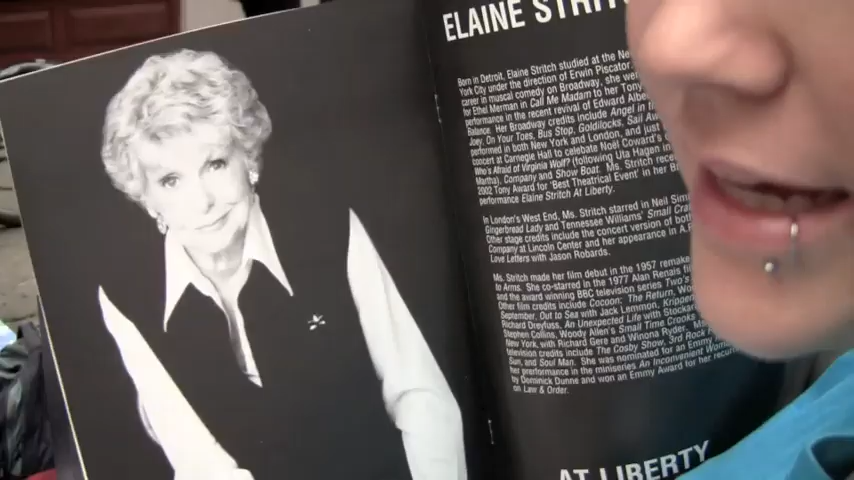 ELAINE STRITC
Born in Detroit, Elaine Stritch studied at the Ne
York City under the direction of Erwin Piscator
career in musical comedy on Broadway, she we
for Ethel Merman in Call Me Madam to her Tony
performance in the recent revival of Edward Albe
Balance. Her Broadway credits include Angel in
Joey, On Your Toes, Bus Stop, Goldilocks, Sail Awa
performed in both New York and London, and just
concert at Carnegie Hall to celebrate Noël Coward's
Who's Afraid of Virginia Woolf? (following Uta Hagen in
Martha), Company and Show Boat. Ms. Stritch rece
2002 Tony Award for 'Best Theatrical Event' in her B
performance Elaine Stritch At Liberty.
In London's West End, Ms. Stritch starred in Neil Sim
Gingerbread Lady and Tennessee Williams' Small Cra
Other stage credits include the concert version of both
Company at Lincoln Center and her appearance in A.
Love Letters with Jason Robards.
Ms. Stritch made her film debut in the 1957 remake
to Arms. She co-starred in the 1977 Alan Renais
and the award winning BBC television series Two's
Other film credits include Cocoon: The Return, Wo
September, Out to Sea with Jack Lemmon,
Richard Dreyfuss, An Unexpected Life with Stockar
Stephen Collins, Woody Allen's Small Time Crooks
New York, with Richard Gere and Winona Ryder.
television credits include The Cosby Show, 3rd Rock
Sun, and Soul Man. She was nominated for an Emmy
her performance in the miniseries An Inconvenient Woman
by Dominick Dunne and won an Emmy Award for her recurri
on Law & Order.
AT LIBERTY